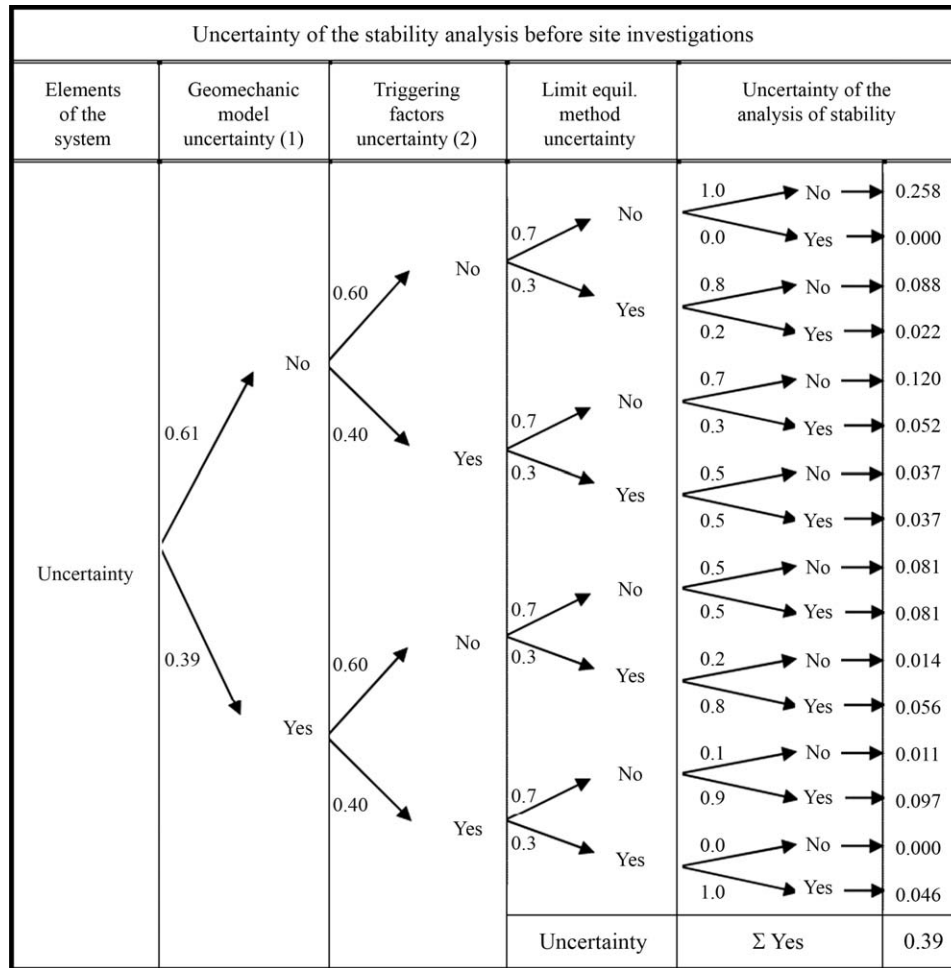 Uncertainty of the stability analysis before site investigations
Elements
of the
system
Geomechanic
model
uncertainty (1)
Triggering
factors
uncertainty (2)
Limit equil.
method
uncertainty
Uncertainty of the
analysis of stability
1.0 No 0.258
No
0.7
0.0 Yes 0.000
No
0.60
0.3
0.8 No 0.088
Yes
0.2 Yes 0.022
No
0.7 No 0.120
No
0.61
0.40
0.7
0.3 Yes 0.052
Yes
0.3
0.5 No 0.037
Yes
0.5 Yes 0.037
Uncertainty
0.5 No 0.081
No
0.7
0.5 Yes 0.081
0.39
0.60
No
0.3
0.2 No 0.014
Yes
0.8 Yes 0.056
Yes
0.1 No 0.011
No
0.40
0.7
0.9 Yes 0.097
Yes
0.3
0.0 No 0.000
Yes
1.0 Yes 0.046
Uncertainty Σ Yes 0.39